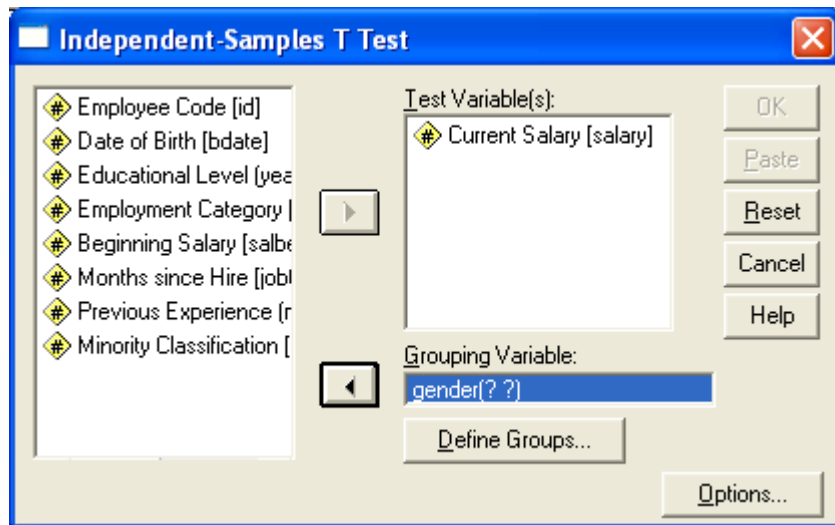 Independent-Samples T Test
Employee Code [id]
Date of Birth [bdate]
Educational Level (yea
Employment Category [
Beginning Salary [salbe
Months since Hire [jobt
Previous Experience (r
Minority Classification [
Test Variable(s):
Current Salary [salary]
Grouping Variable:
gender(? ?)
Define Groups...
OK
Paste
Reset
Cancel
Help
Options...